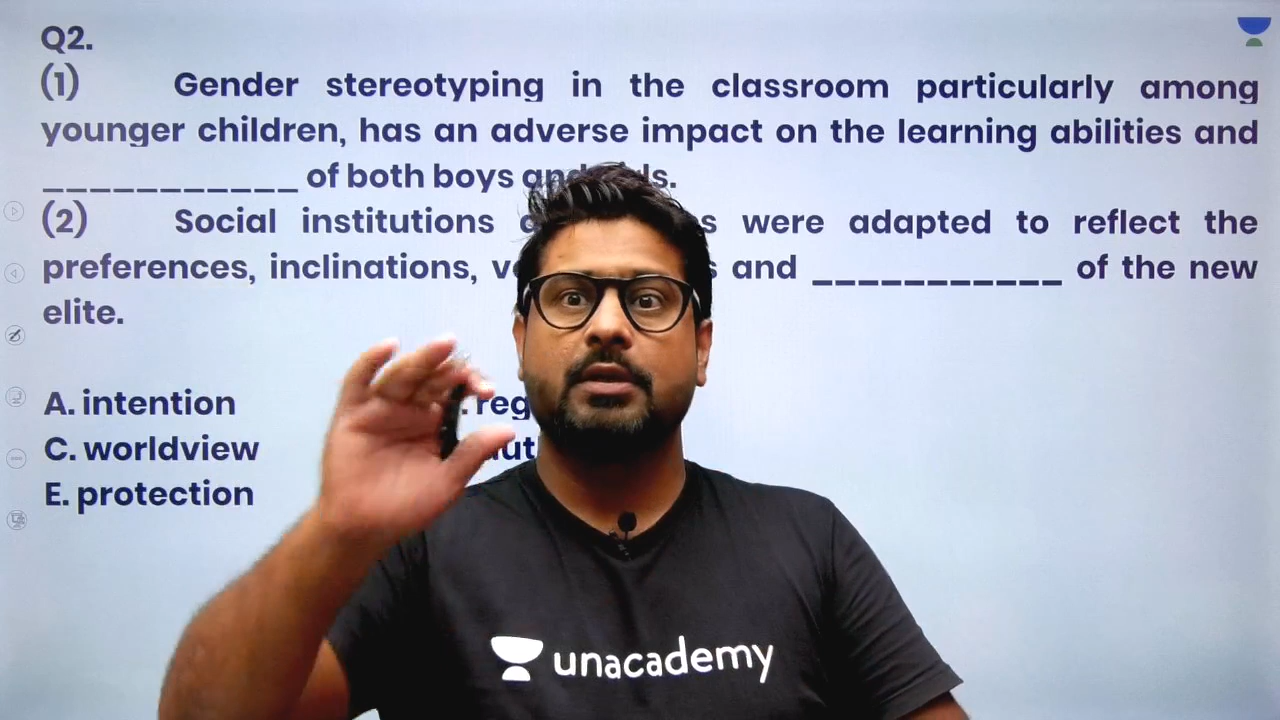 Q2.
(1) Gender stereotyping in the classroom particularly among
younger children, has an adverse impact on the learning abilities and
___________ of both boys and
(2) Social institutions were adapted to reflect the
preferences, inclinations, and ___________ of the new
elite.
A. intention
C. worldview
E. protection
unacademy